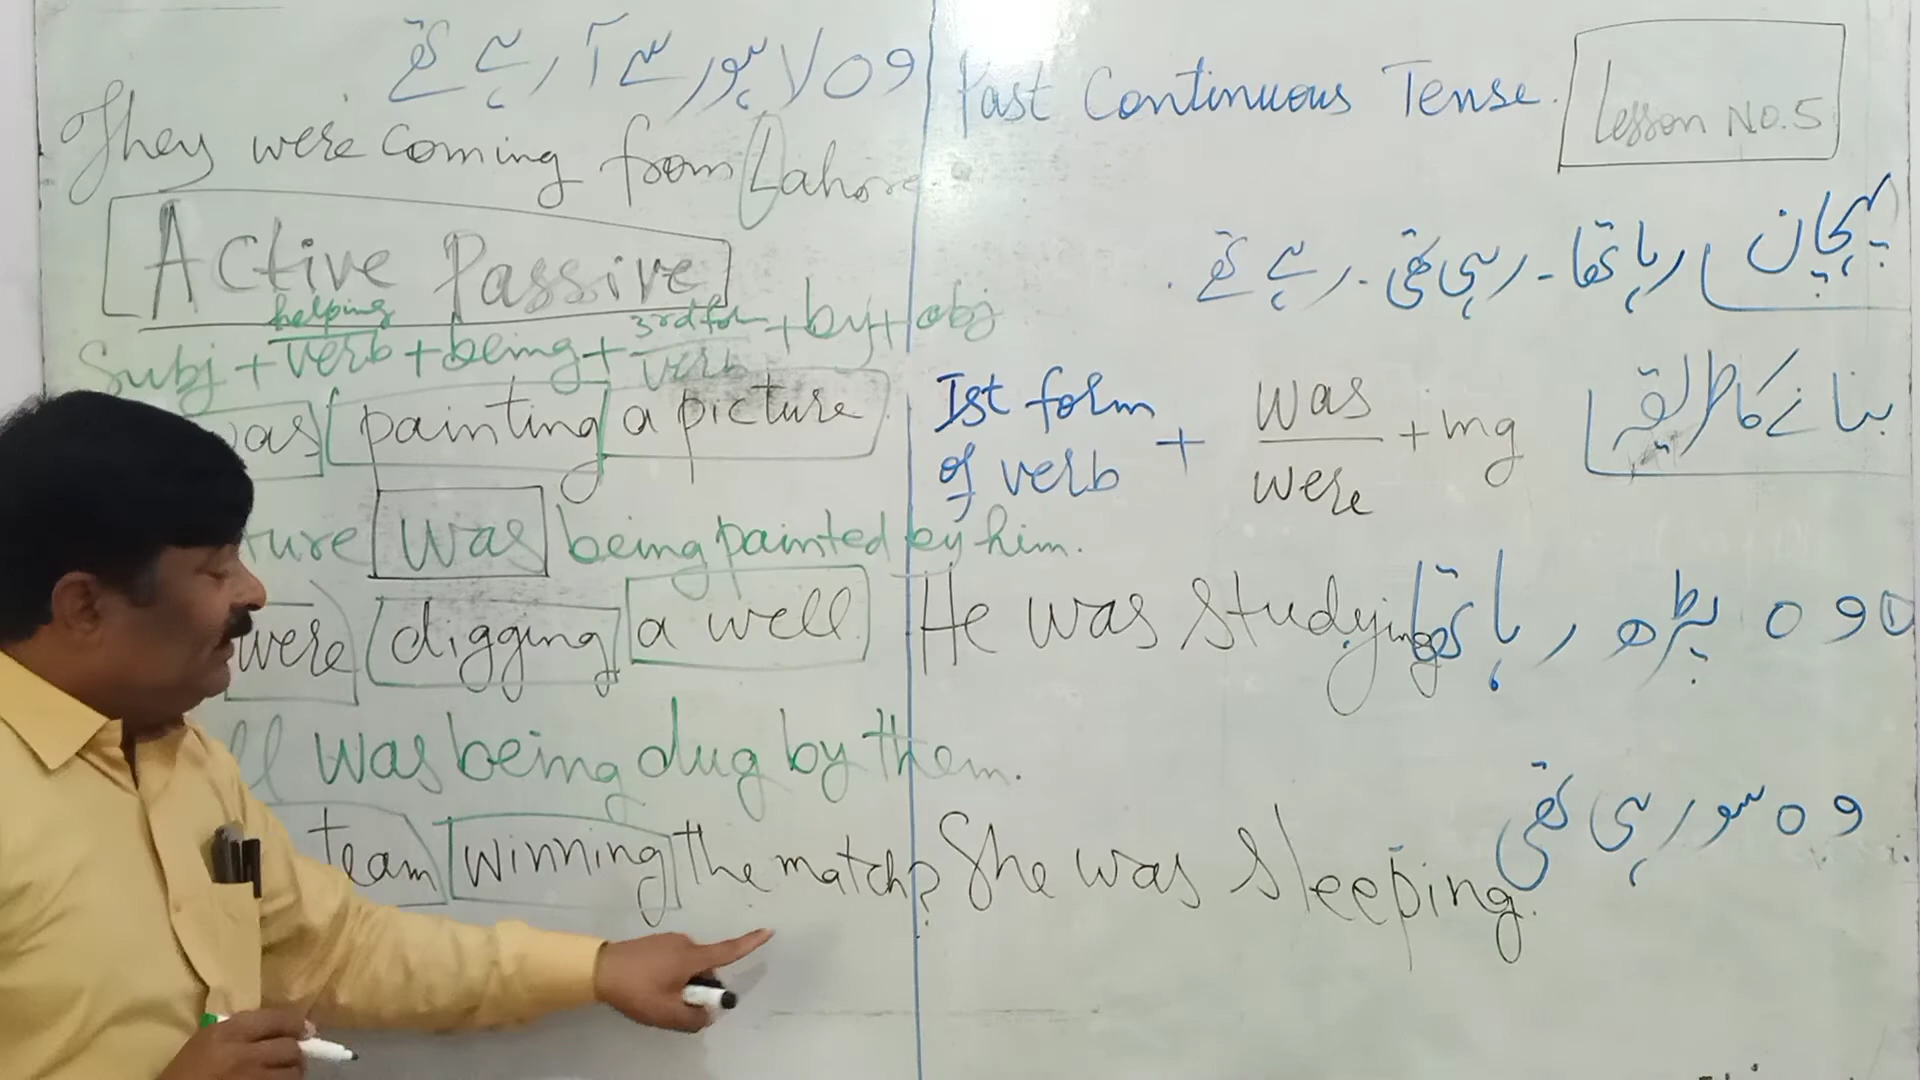 وہ لاہور سے آ رہے تھے
They were coming from Lahore
Active Passive
helping 3rd form
Subj + verb + being + verb + by + obj
was painting a picture
ture was being painted by him.
were digging a well
ll was being dug by them.
team winning the match?
Past Continuous Tense.
Lesson No.5
پہچان رہا تھا - رہی تھی - رہے تھے .
بنانے کا طریقہ
Ist form of verb + was were + ing
وہ پڑھ رہا تھا
He was studying
وہ سو رہی تھی
She was sleeping.